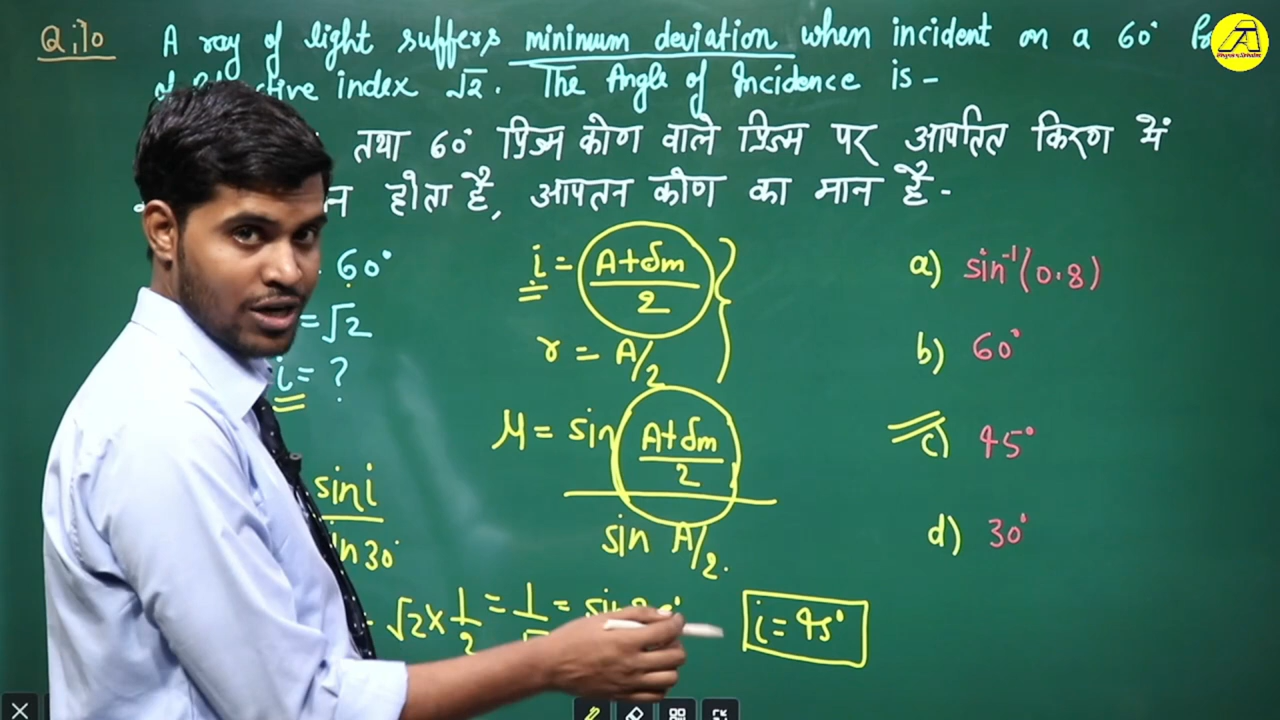 Q.10 A ray of light suffers minimum deviation when incident on a 60°
index √2. The Angle of Incidence is -
तथा 60° प्रिज्म कोण वाले प्रिज्म पर आपतित किरण में
होता है, आपतन कोण का मान है -
60°
= √2
i = ?
sin i
sin 30°
√2 × 1/2 = 1/√2 =
i = (A + δm)/2
r = A/2
μ = sin (A + δm)/2
sin A/2
i = 45°
a) sin⁻¹(0.8)
b) 60°
c) 45°
d) 30°